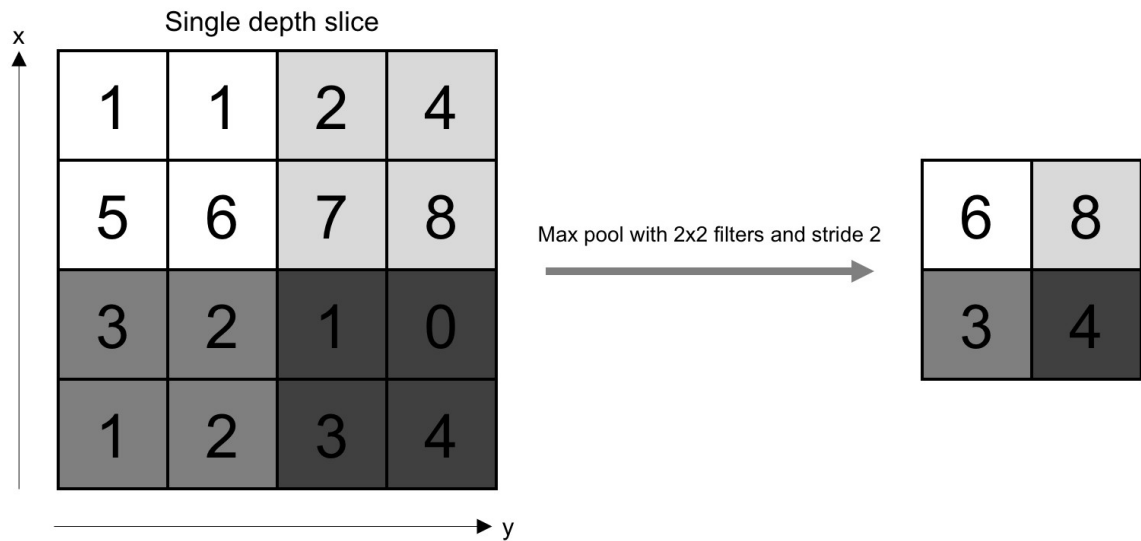 Single depth slice
x
1 1 2 4
5 6 7 8
3 2 1 0
1 2 3 4
y
Max pool with 2x2 filters and stride 2
6 8
3 4